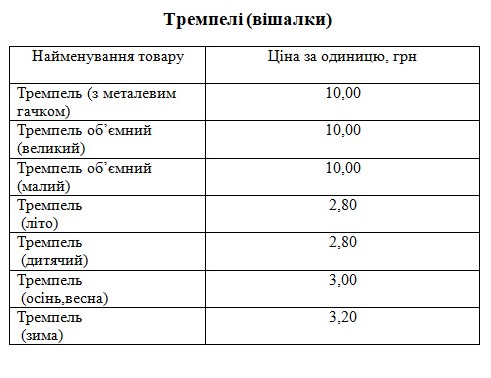 Тремпелі (вішалки)
Найменування товару Ціна за одиницю, грн
Тремпель (з металевим 10,00
гачком)
Тремпель об’ємний 10,00
(великий)
Тремпель об’ємний 10,00
(малий)
Тремпель 2,80
(літо)
Тремпель 2,80
(дитячий)
Тремпель 3,00
(осінь,весна)
Тремпель 3,20
(зима)